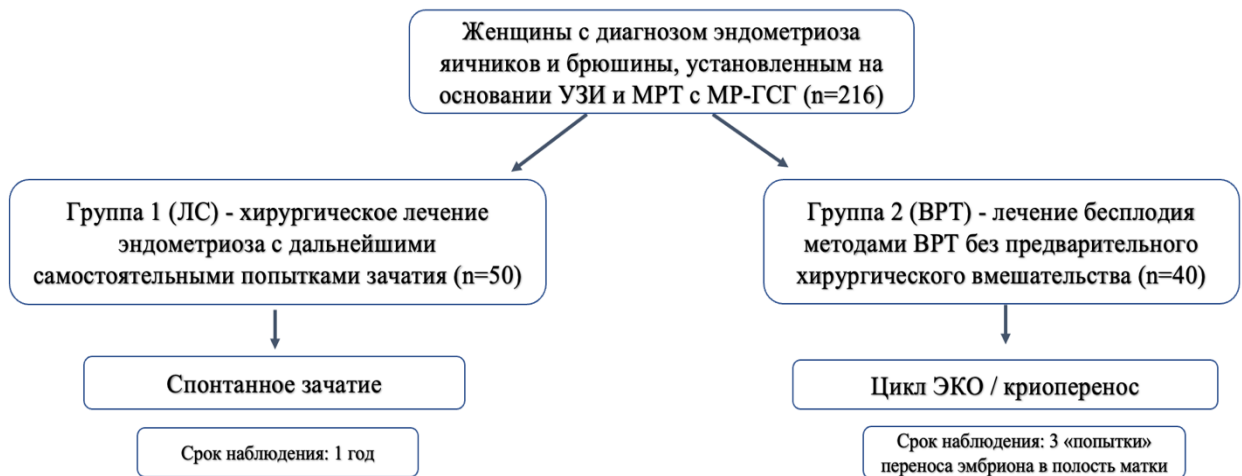 Женщины с диагнозом эндометриоза
яичников и брюшины, установленным на
основании УЗИ и МРТ с МР-ГСГ (n=216)
Группа 1 (ЛС) - хирургическое лечение
эндометриоза с дальнейшими
самостоятельными попытками зачатия (n=50)
Группа 2 (ВРТ) - лечение бесплодия
методами ВРТ без предварительного
хирургического вмешательства (n=40)
Спонтанное зачатие
Цикл ЭКО / криоперенос
Срок наблюдения: 1 год
Срок наблюдения: 3 «попытки»
переноса эмбриона в полость матки